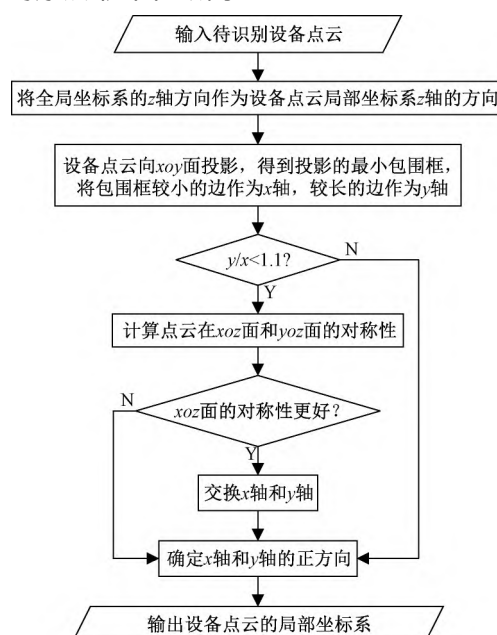 输入待识别设备点云
将全局坐标系的z轴方向作为设备点云局部坐标系z轴的方向
设备点云向xoy面投影，得到投影的最小包围框，
将包围框较小的边作为x轴，较长的边作为y轴
y/x<1.1?
N
Y
计算点云在xoz面和yoz面的对称性
N
xoz面的对称性更好？
Y
交换x轴和y轴
确定x轴和y轴的正方向
输出设备点云的局部坐标系